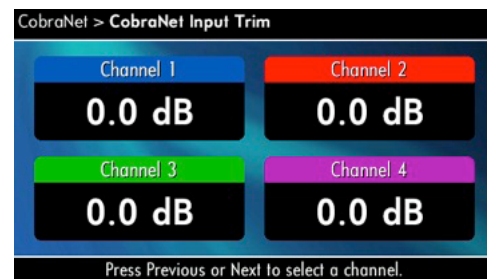 CobraNet > CobraNet Input Trim
Channel 1
0.0 dB
Channel 2
0.0 dB
Channel 3
0.0 dB
Channel 4
0.0 dB
Press Previous or Next to select a channel.